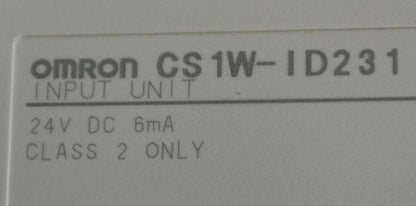 omron CS1W-ID231
INPUT UNIT
24V DC 6mA
CLASS 2 ONLY